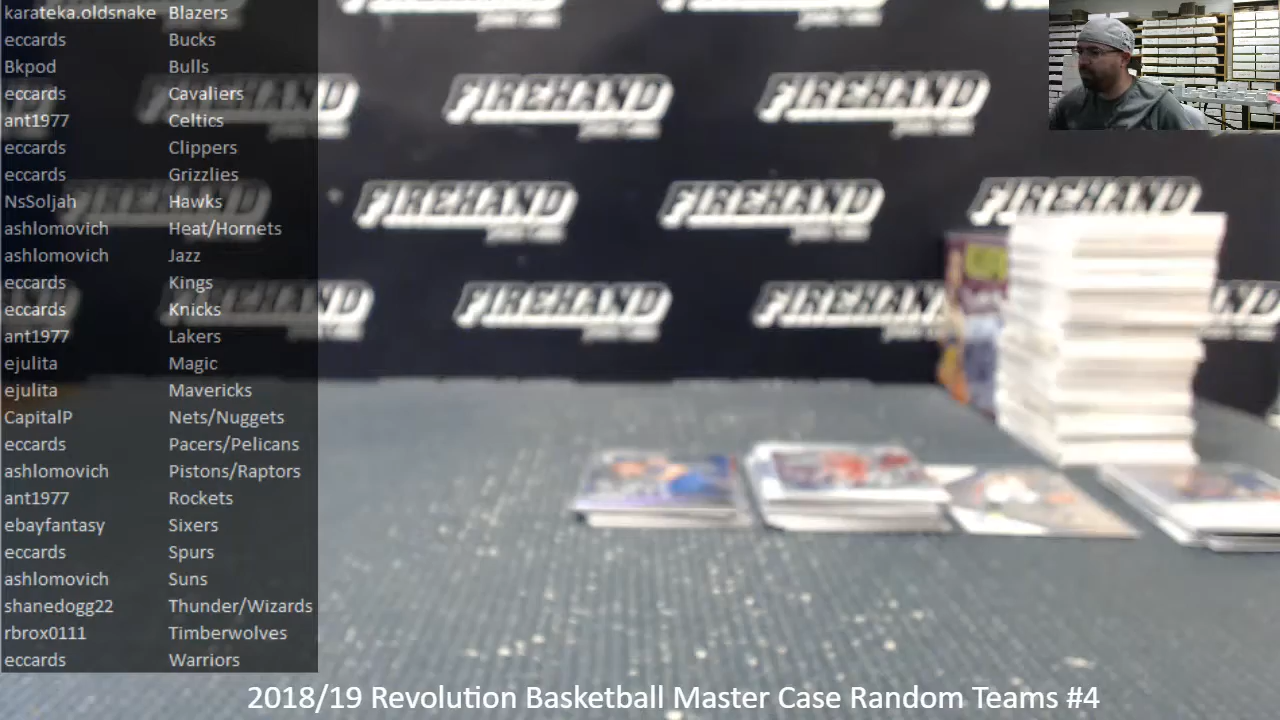 karateka.oldsnake Blazers
eccards Bucks
Bkpod Bulls
eccards Cavaliers
ant1977 Celtics
eccards Clippers
eccards Grizzlies
NsSoljah Hawks
ashlomovich Heat/Hornets
ashlomovich Jazz
eccards Kings
eccards Knicks
ant1977 Lakers
ejulita Magic
ejulita Mavericks
CapitalP Nets/Nuggets
eccards Pacers/Pelicans
ashlomovich Pistons/Raptors
ant1977 Rockets
ebayfantasy Sixers
eccards Spurs
ashlomovich Suns
shanedogg22 Thunder/Wizards
rbrox0111 Timberwolves
eccards Warriors
FIREHAND FIREHAND FIREHAND
FIREHAND FIREHAND FIREHAND
FIREHAND FIREHAND FIREHAND
2018/19 Revolution Basketball Master Case Random Teams #4